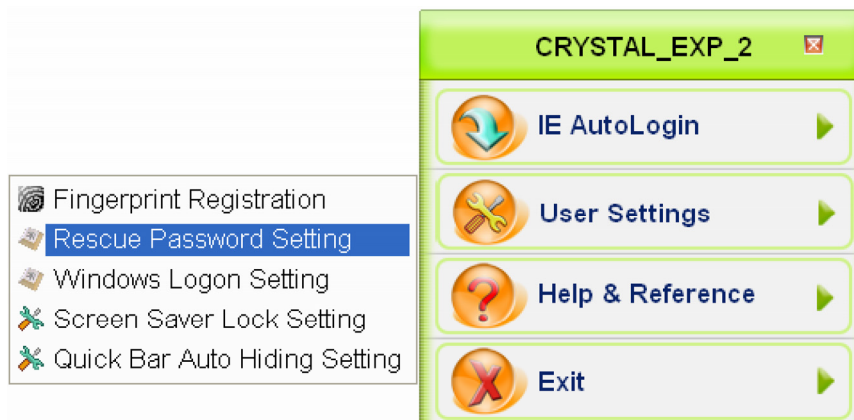 CRYSTAL_EXP_2
IE AutoLogin
User Settings
Help & Reference
Exit
Fingerprint Registration
Rescue Password Setting
Windows Logon Setting
Screen Saver Lock Setting
Quick Bar Auto Hiding Setting